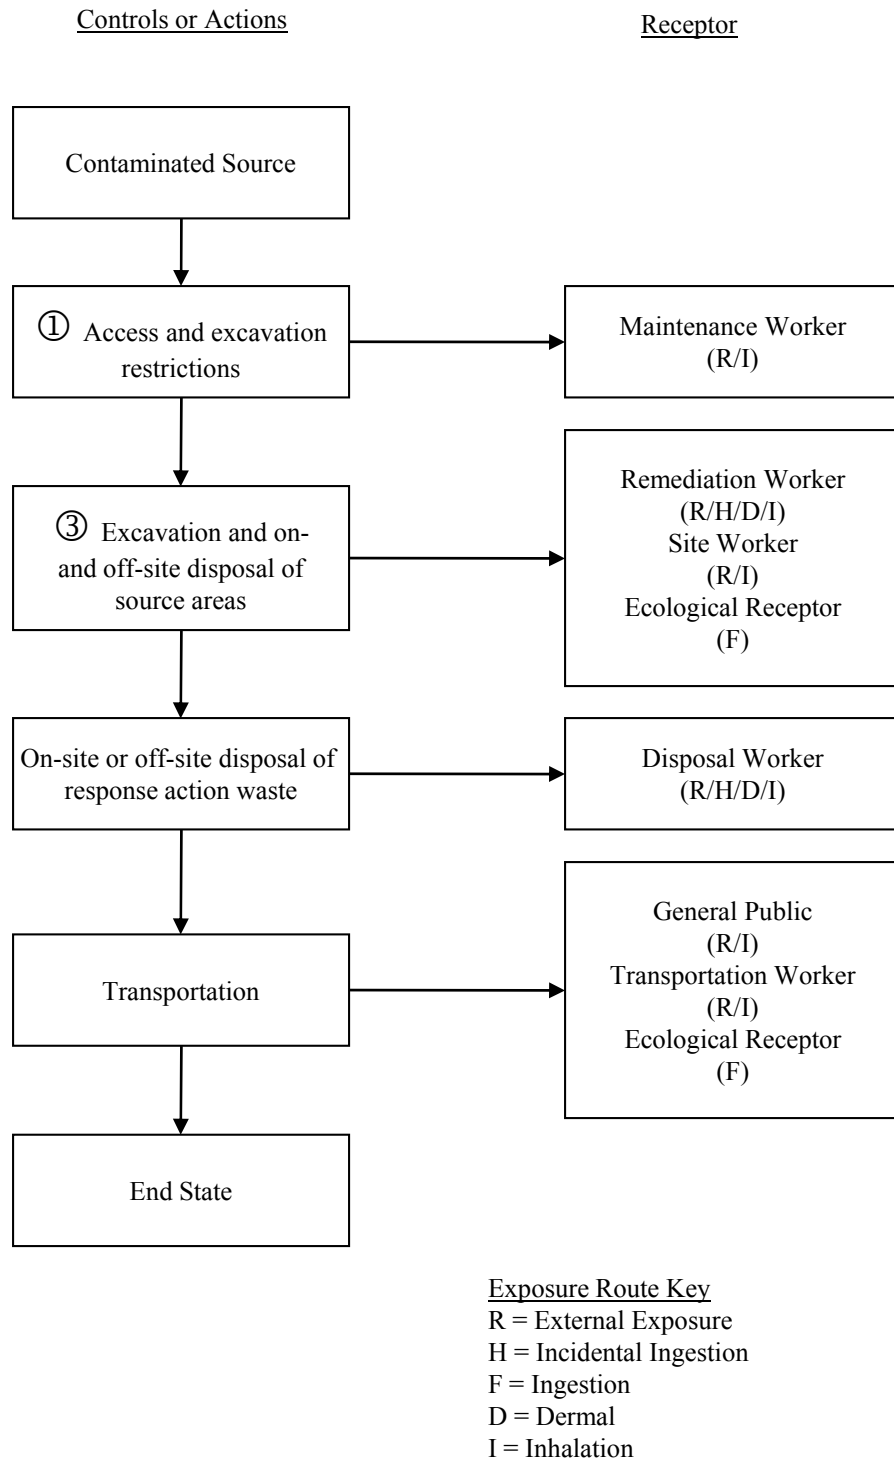 Controls or Actions
Receptor
Contaminated Source
① Access and excavation
restrictions
Maintenance Worker
(R/I)
③ Excavation and on-
and off-site disposal of
source areas
Remediation Worker
(R/H/D/I)
Site Worker
(R/I)
Ecological Receptor
(F)
On-site or off-site disposal of
response action waste
Disposal Worker
(R/H/D/I)
Transportation
General Public
(R/I)
Transportation Worker
(R/I)
Ecological Receptor
(F)
End State
Exposure Route Key
R = External Exposure
H = Incidental Ingestion
F = Ingestion
D = Dermal
I = Inhalation